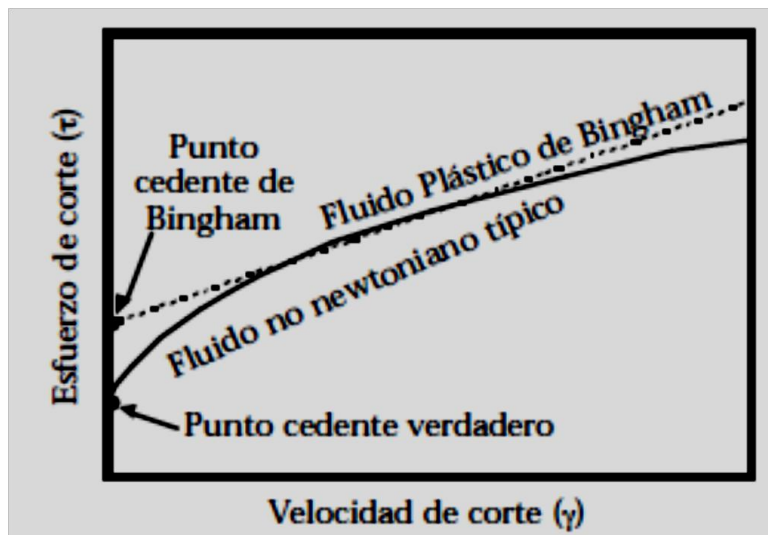 Esfuerzo de corte (τ)
Punto
cedente de
Bingham
Fluido Plástico de Bingham
Fluido no newtoniano típico
Punto cedente verdadero
Velocidad de corte (γ)